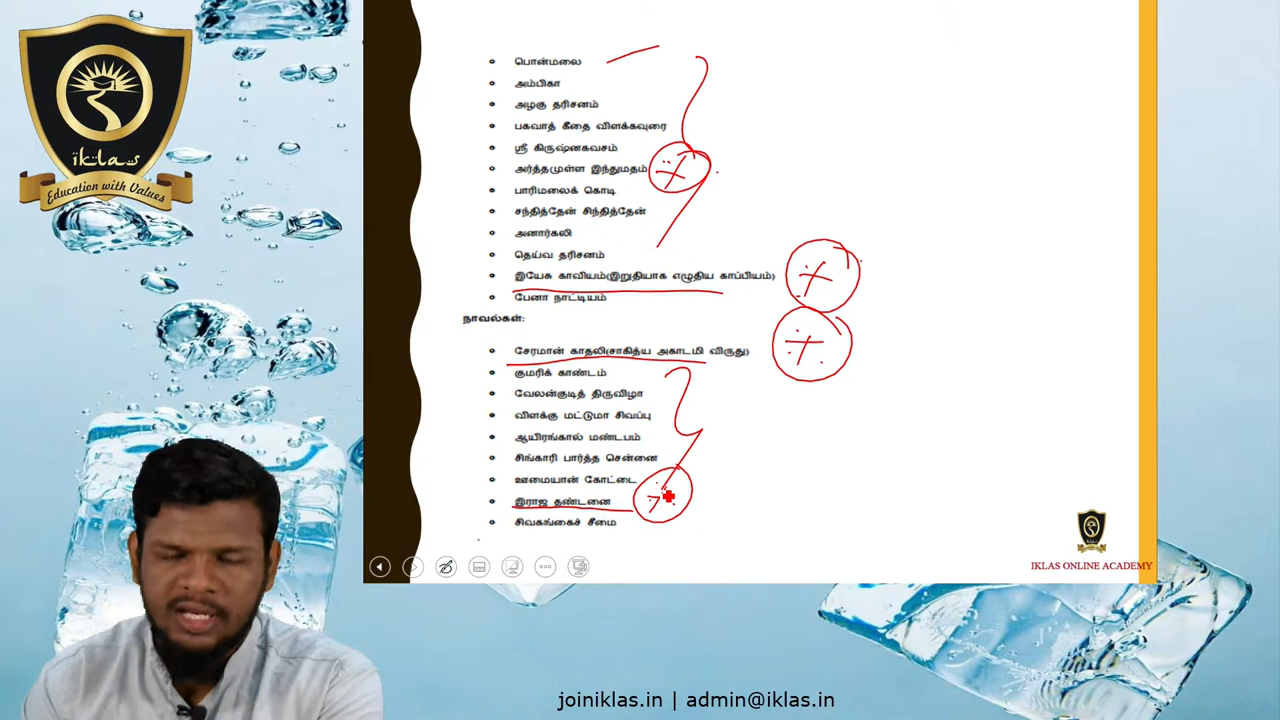 iklas
Education with Values
பொன்மலை
அம்பிகா
அழகு தரிசனம்
பகவாத் கீதை விளக்கவுரை
ஸ்ரீ கிருஷ்னகவசம்
அர்த்தமுள்ள இந்துமதம்
பாரிமலைக் கொடி
சந்தித்தேன் சிந்தித்தேன்
அனார்கலி
தெய்வ தரிசனம்
இயேசு காவியம்(இறுதியாக எழுதிய காப்பியம்)
பேனா நாட்டியம்
நாவல்கள்:
சேரமான் காதலி(சாகித்ய அகாடமி விருது)
குமரிக் காண்டம்
வேலன்குடித் திருவிழா
விளக்கு மட்டுமா சிவப்பு
ஆயிரங்கால் மண்டபம்
சிங்காரி பார்த்த சென்னை
ஊமையான் கோட்டை
இராஜ தண்டனை
சிவகங்கைச் சீமை
IKLAS ONLINE ACADEMY
joiniklas.in | admin@iklas.in